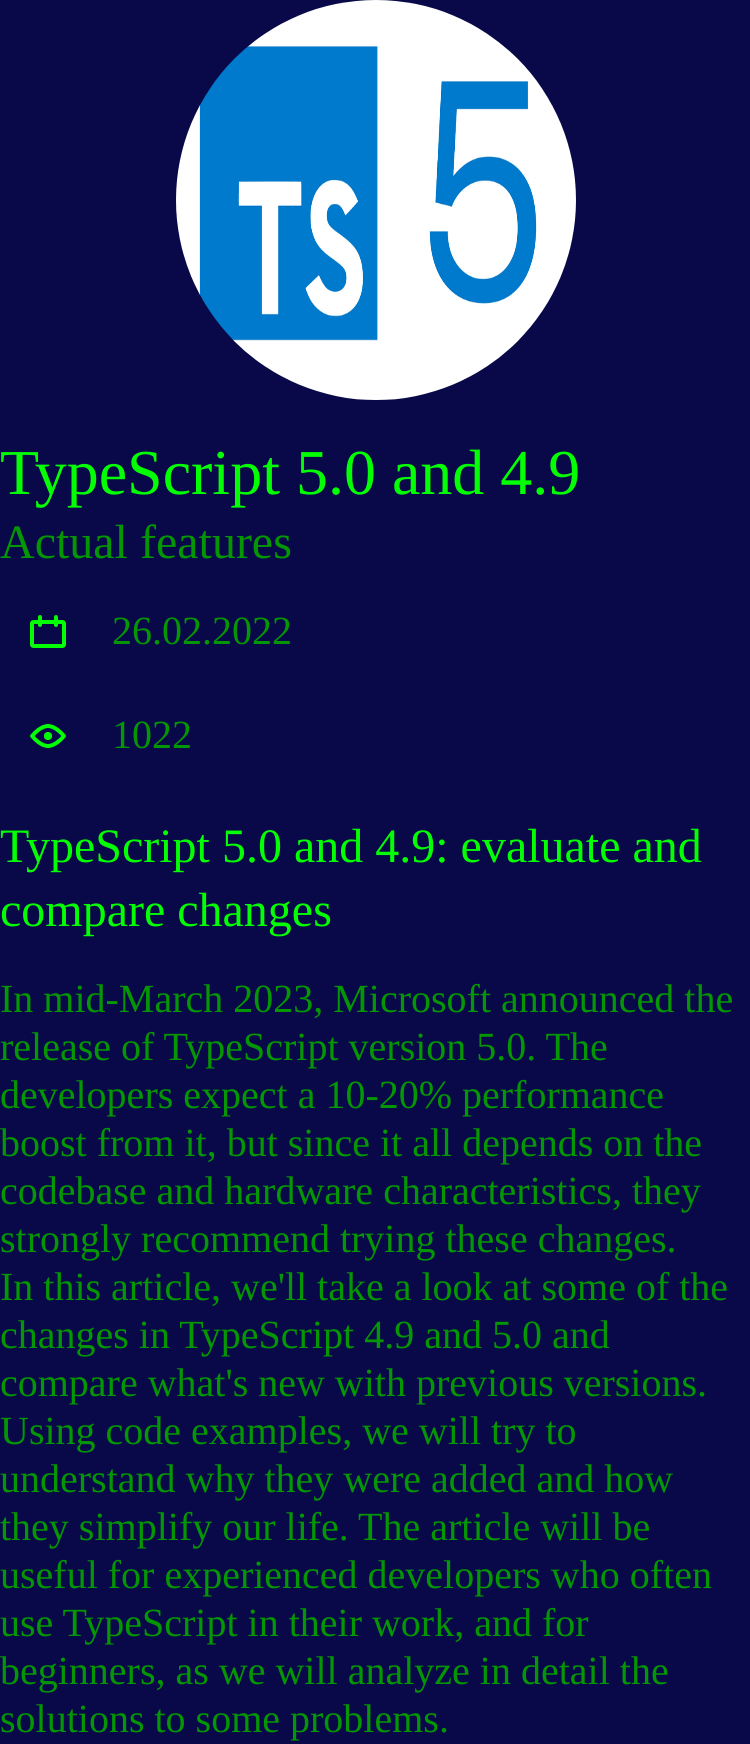 TS 5
TypeScript 5.0 and 4.9
Actual features
26.02.2022
1022
TypeScript 5.0 and 4.9: evaluate and
compare changes
In mid-March 2023, Microsoft announced the
release of TypeScript version 5.0. The
developers expect a 10-20% performance
boost from it, but since it all depends on the
codebase and hardware characteristics, they
strongly recommend trying these changes.
In this article, we'll take a look at some of the
changes in TypeScript 4.9 and 5.0 and
compare what's new with previous versions.
Using code examples, we will try to
understand why they were added and how
they simplify our life. The article will be
useful for experienced developers who often
use TypeScript in their work, and for
beginners, as we will analyze in detail the
solutions to some problems.